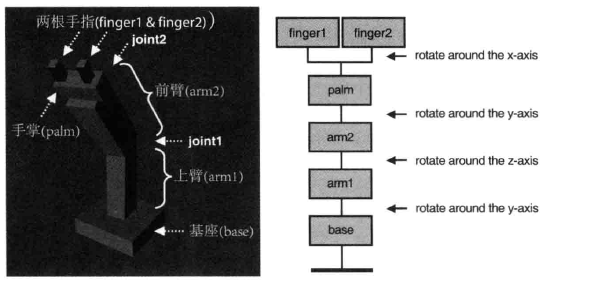 两根手指(finger1 & finger2))
joint2
前臂(arm2)
手掌(palm)
joint1
上臂(arm1)
基座(base)
finger1
finger2
rotate around the x-axis
palm
rotate around the y-axis
arm2
rotate around the z-axis
arm1
rotate around the y-axis
base